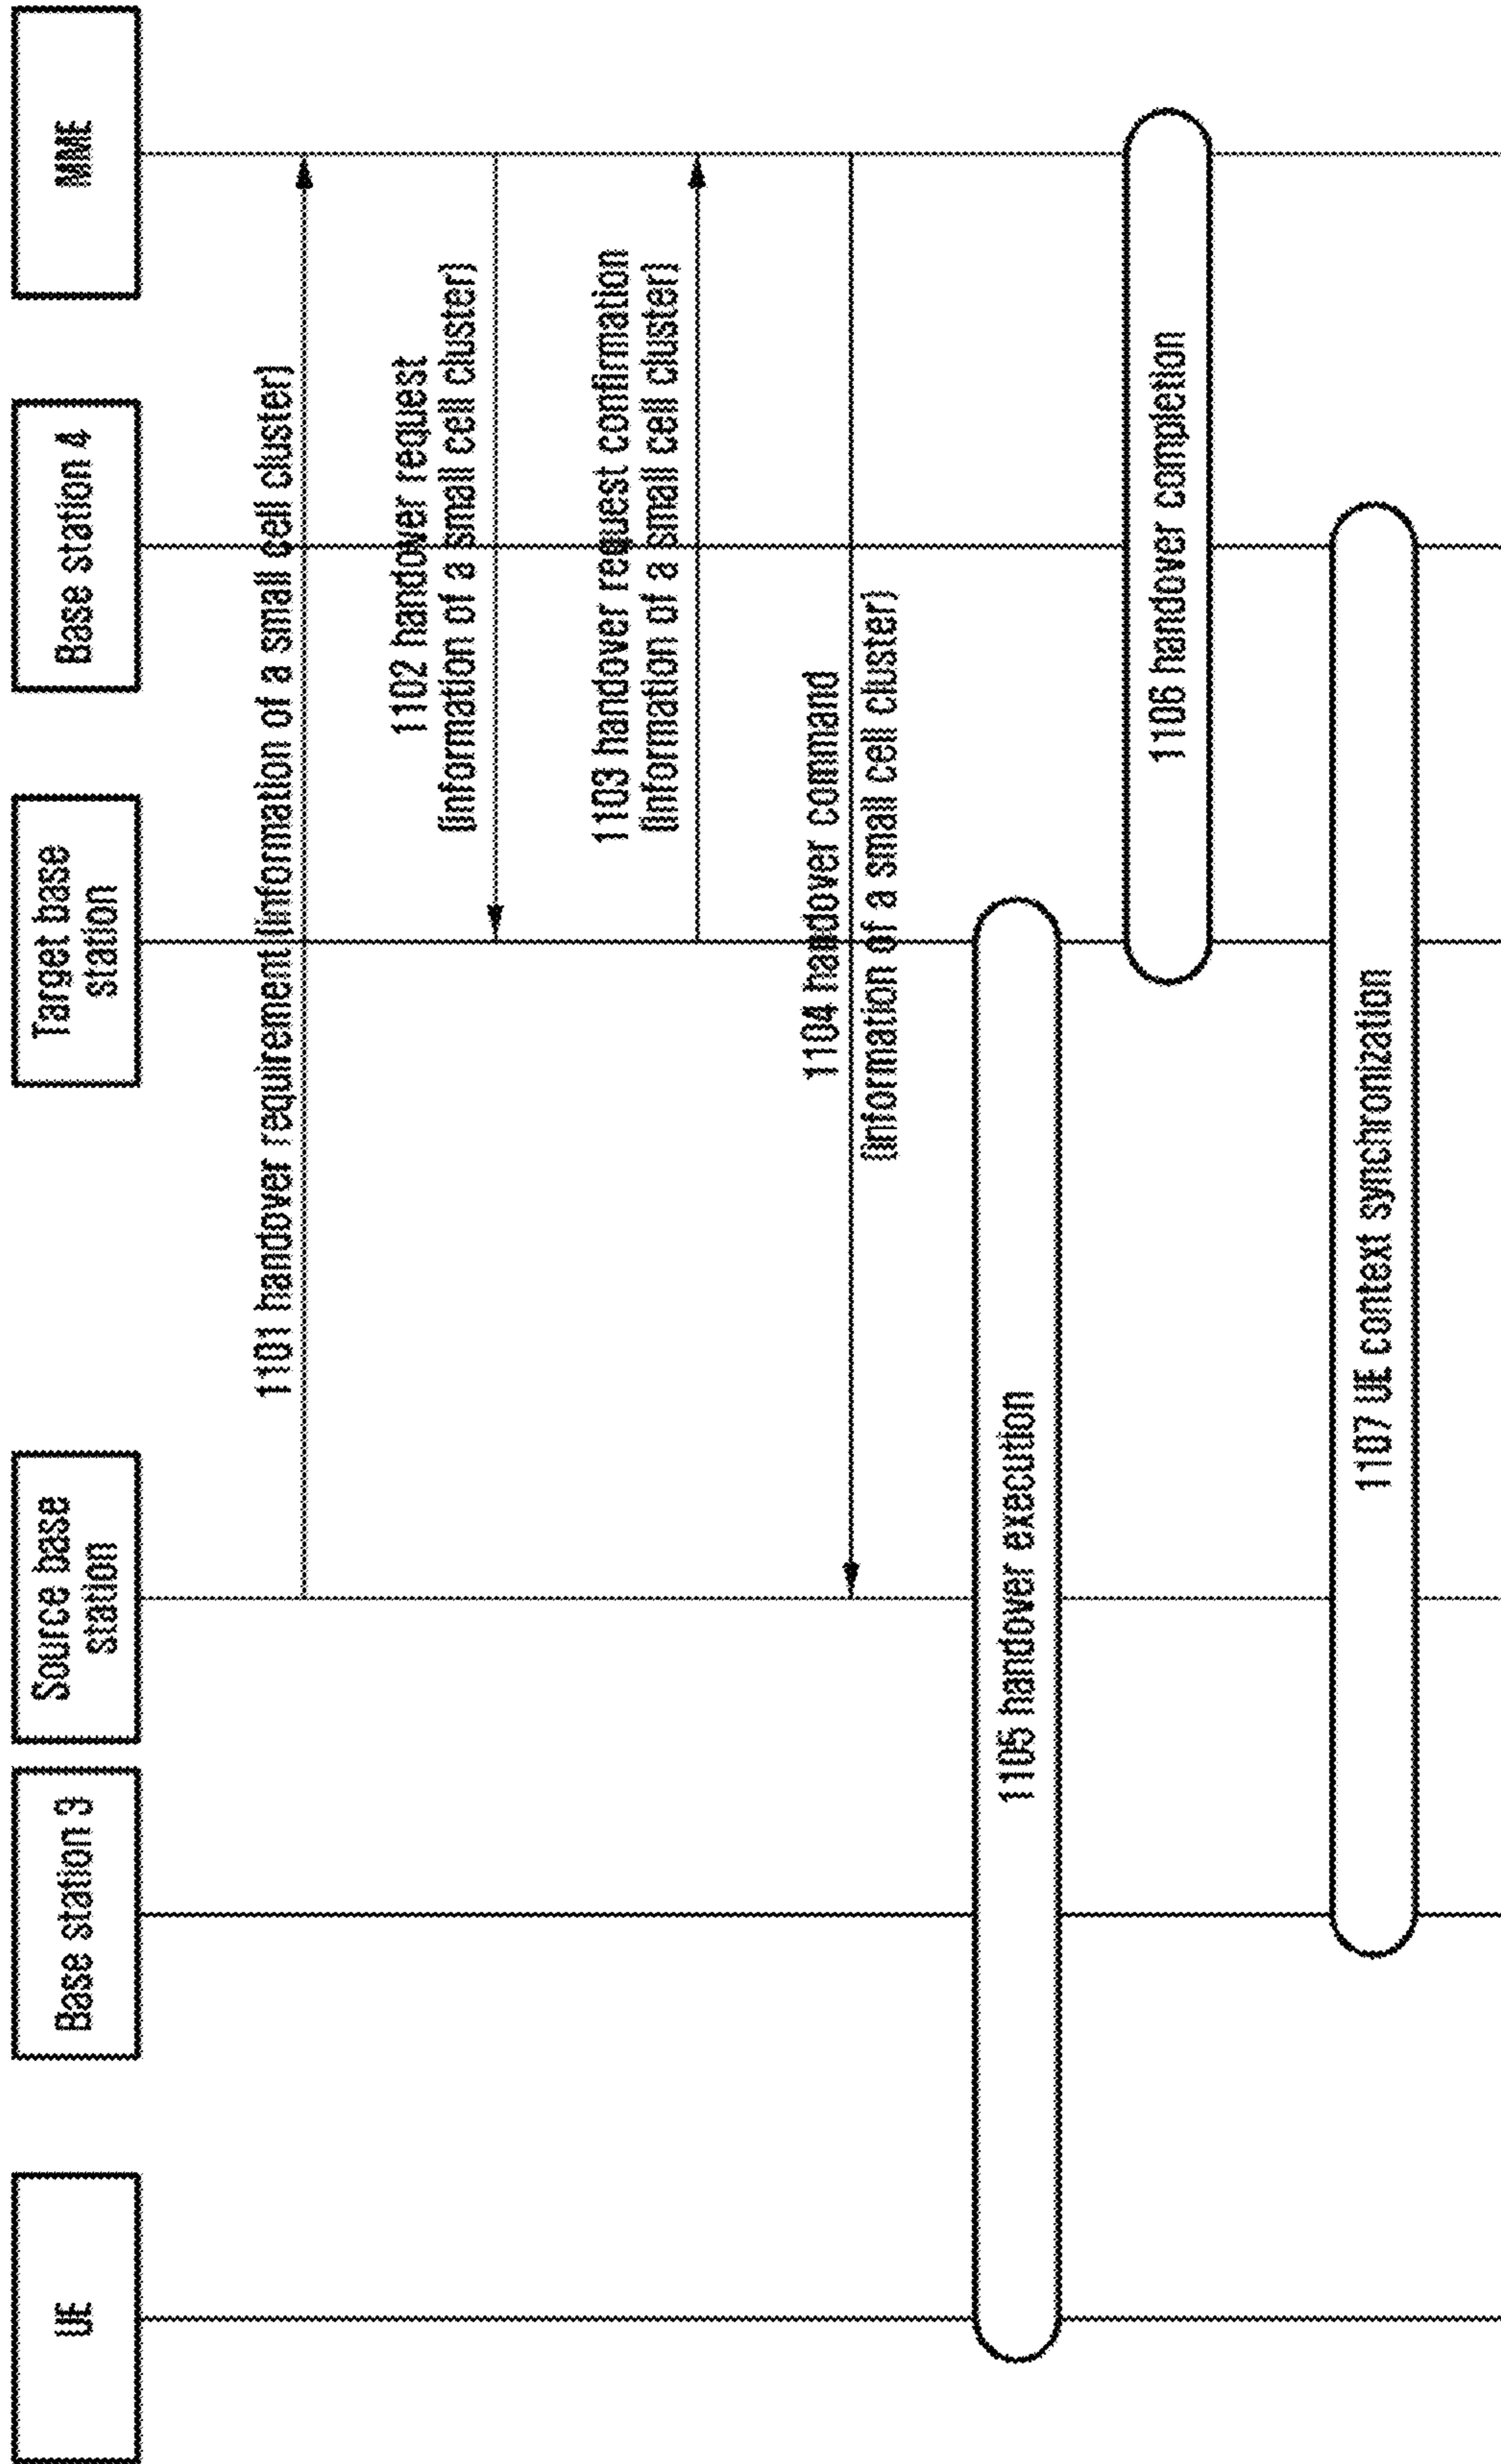 UE
Base station 3
Source base
station
Target base
station
Base station 4
MME
1101 handover requirement (information of a small cell cluster)
1102 handover request
(information of a small cell cluster)
1103 handover request confirmation
(information of a small cell cluster)
1104 handover command
(information of a small cell cluster)
1105 handover execution
1106 handover completion
1107 UE context synchronization